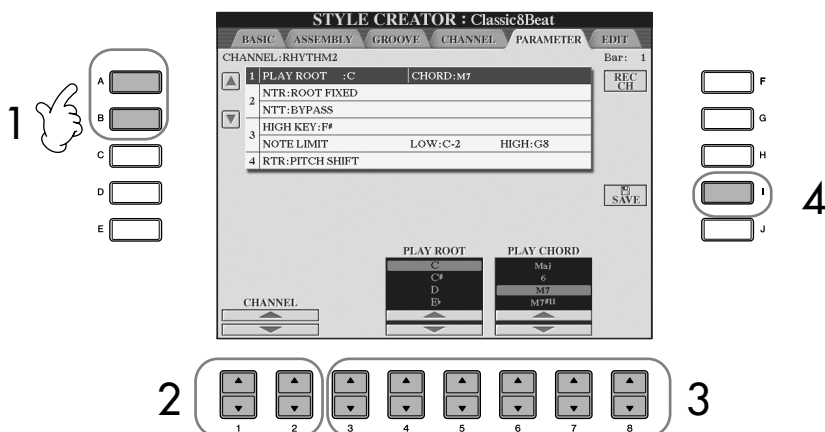 STYLE CREATOR : Classic8Beat
BASIC ASSEMBLY GROOVE CHANNEL PARAMETER EDIT
CHANNEL:RHYTHM2 Bar: 1
1 PLAY ROOT :C CHORD:M7
REC CH
2 NTR:ROOT FIXED
NTT:BYPASS
3 HIGH KEY:F♯
NOTE LIMIT LOW:C-2 HIGH:G8
4 RTR:PITCH SHIFT
SAVE
1
A
B
C
D
E
F
G
H
I
J
4
PLAY ROOT PLAY CHORD
C Maj
C♯ 6
D M7
E♭ M7♯11
CHANNEL
2
1 2 3 4 5 6 7 8
3